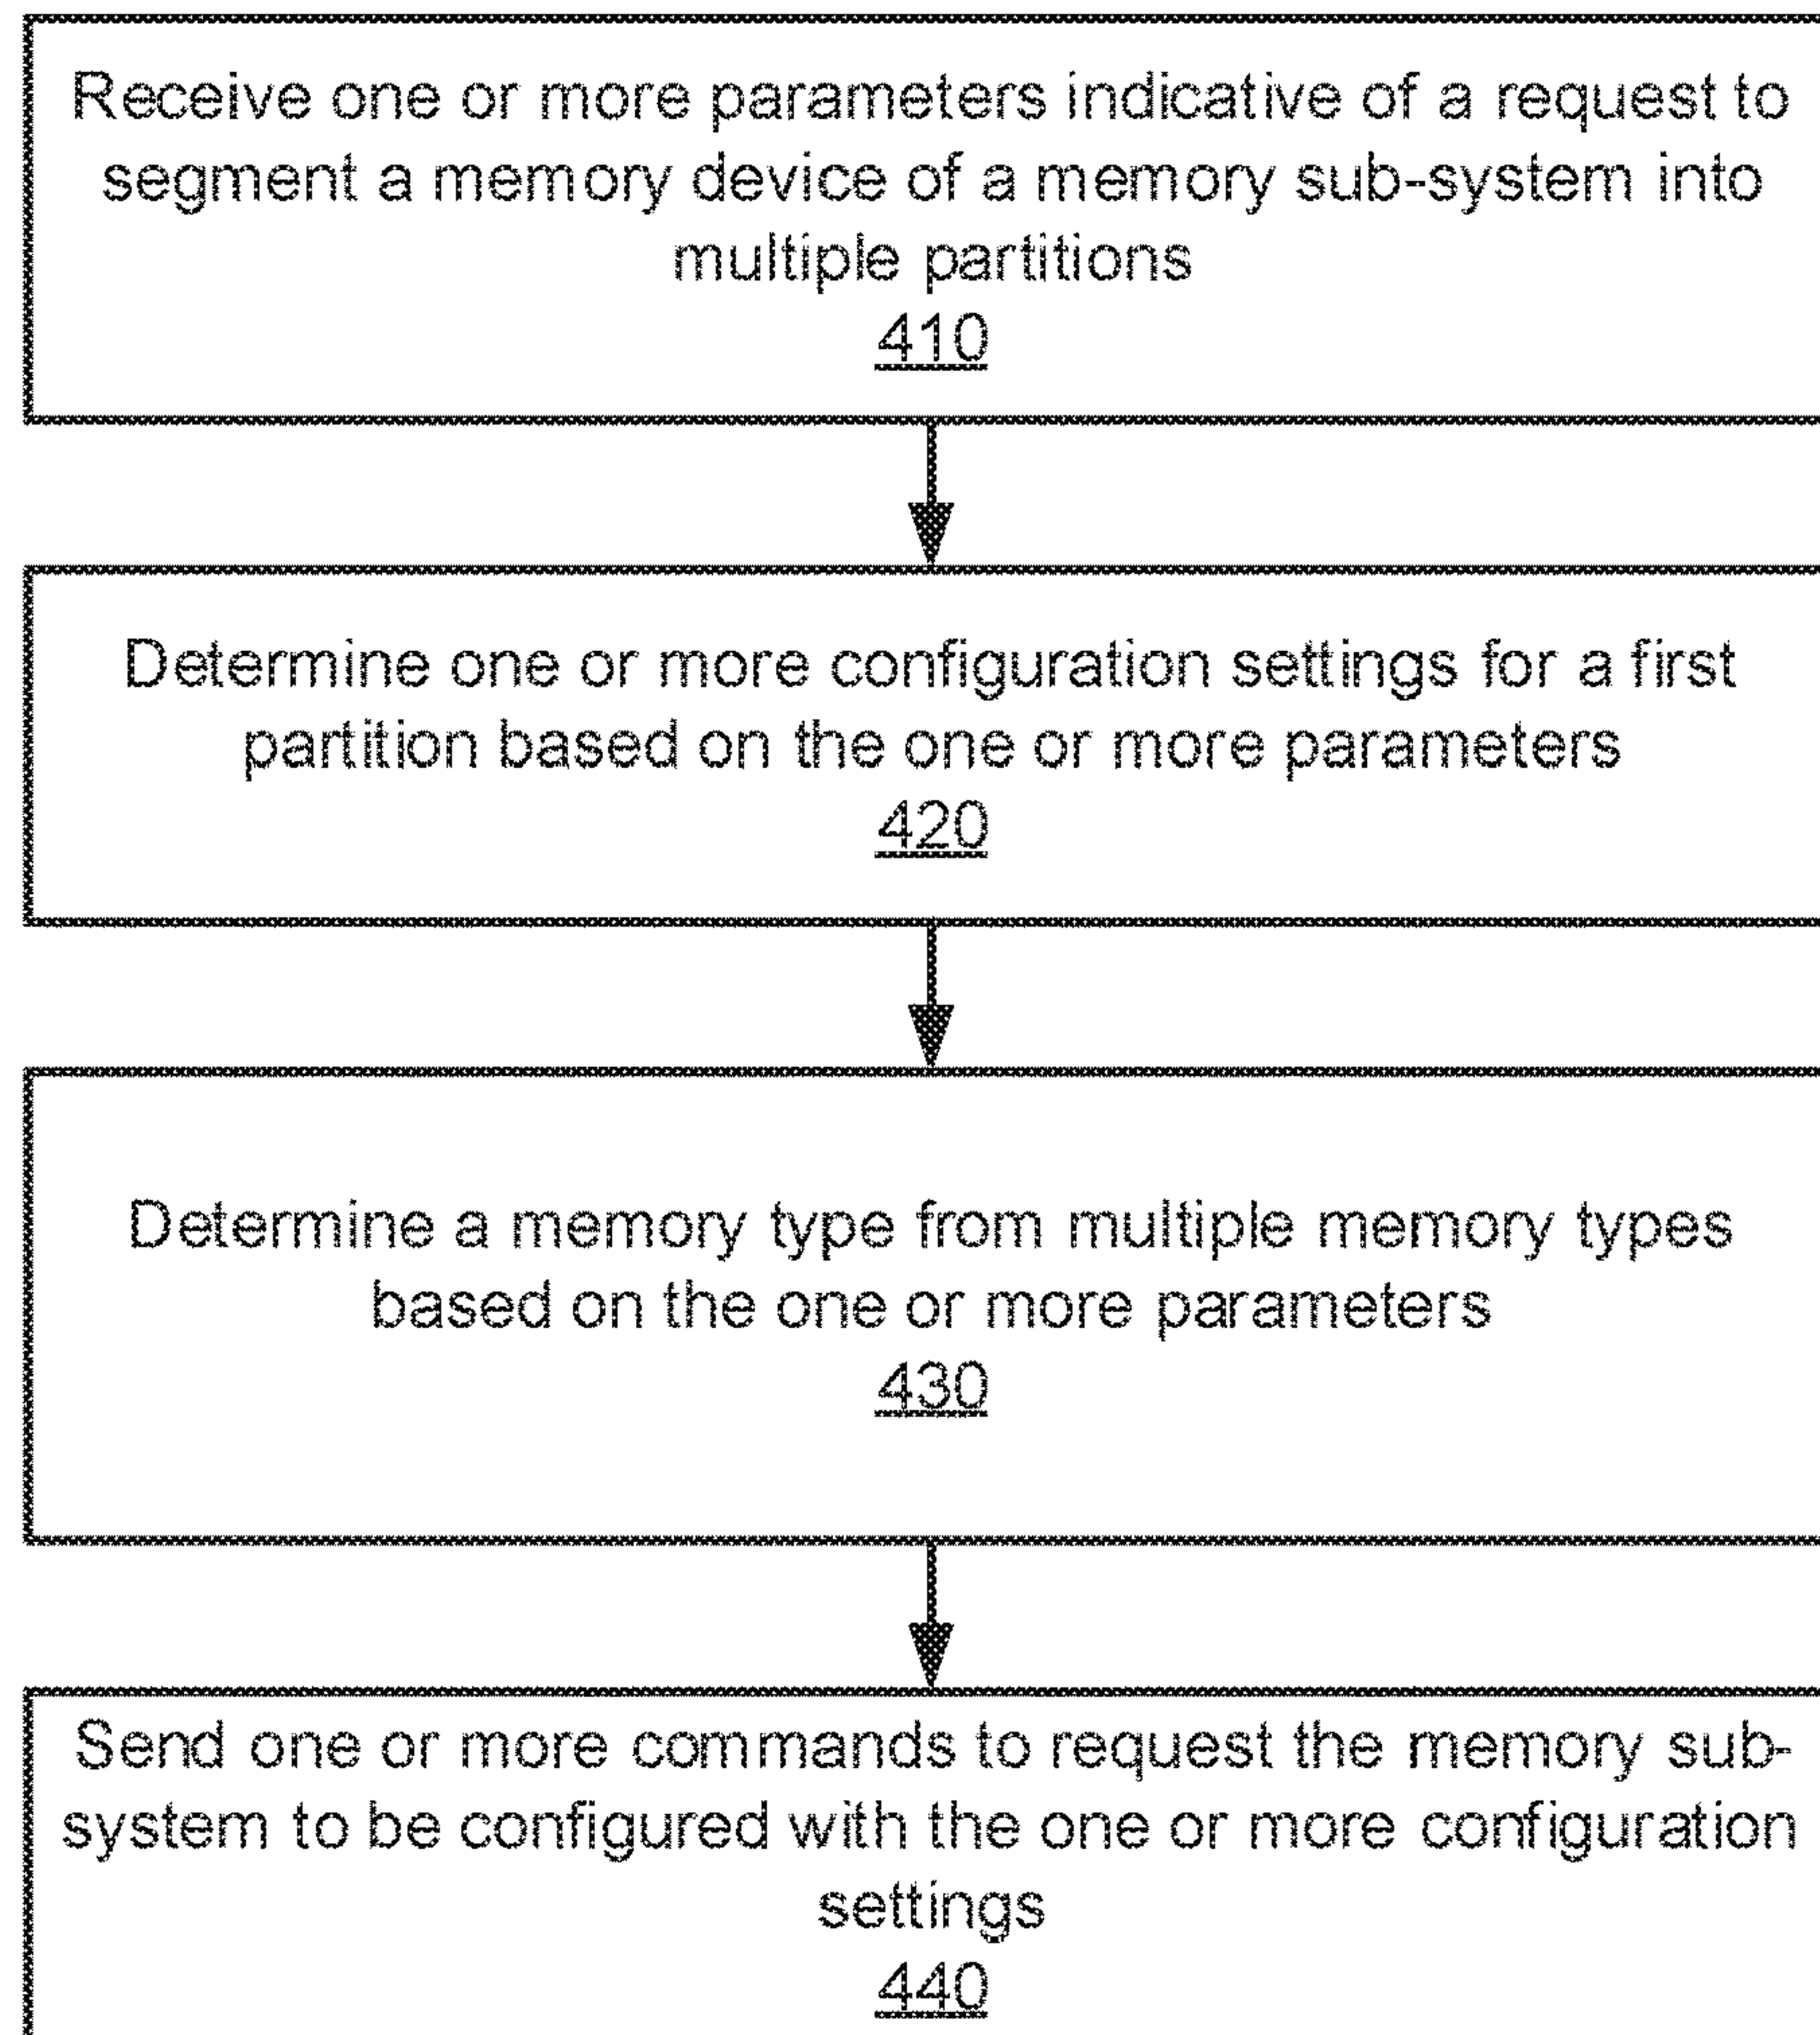 Receive one or more parameters indicative of a request to
segment a memory device of a memory sub-system into
multiple partitions
410
Determine one or more configuration settings for a first
partition based on the one or more parameters
420
Determine a memory type from multiple memory types
based on the one or more parameters
430
Send one or more commands to request the memory sub-
system to be configured with the one or more configuration
settings
440